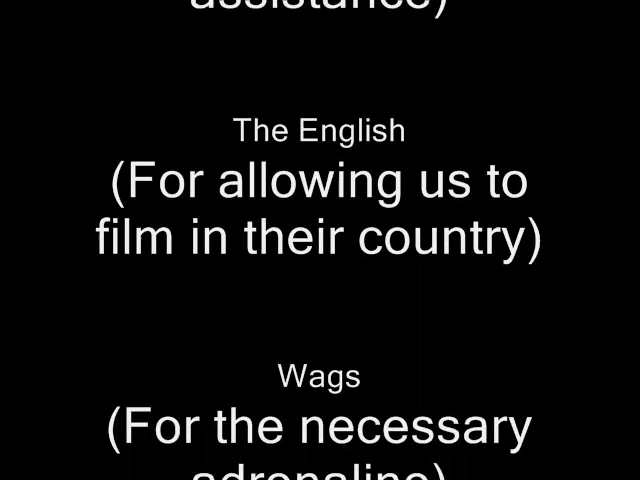 assistance)
The English
(For allowing us to
film in their country)
Wags
(For the necessary
adrenaline)